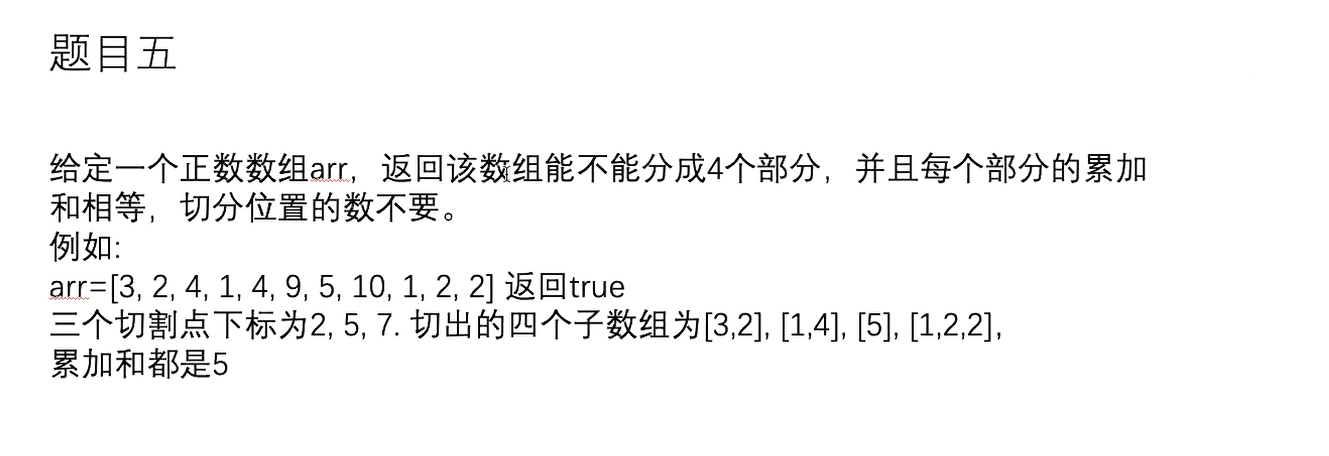 题目五
给定一个正数数组arr，返回该数组能不能分成4个部分，并且每个部分的累加
和相等，切分位置的数不要。
例如:
arr=[3, 2, 4, 1, 4, 9, 5, 10, 1, 2, 2] 返回true
三个切割点下标为2, 5, 7. 切出的四个子数组为[3,2], [1,4], [5], [1,2,2],
累加和都是5